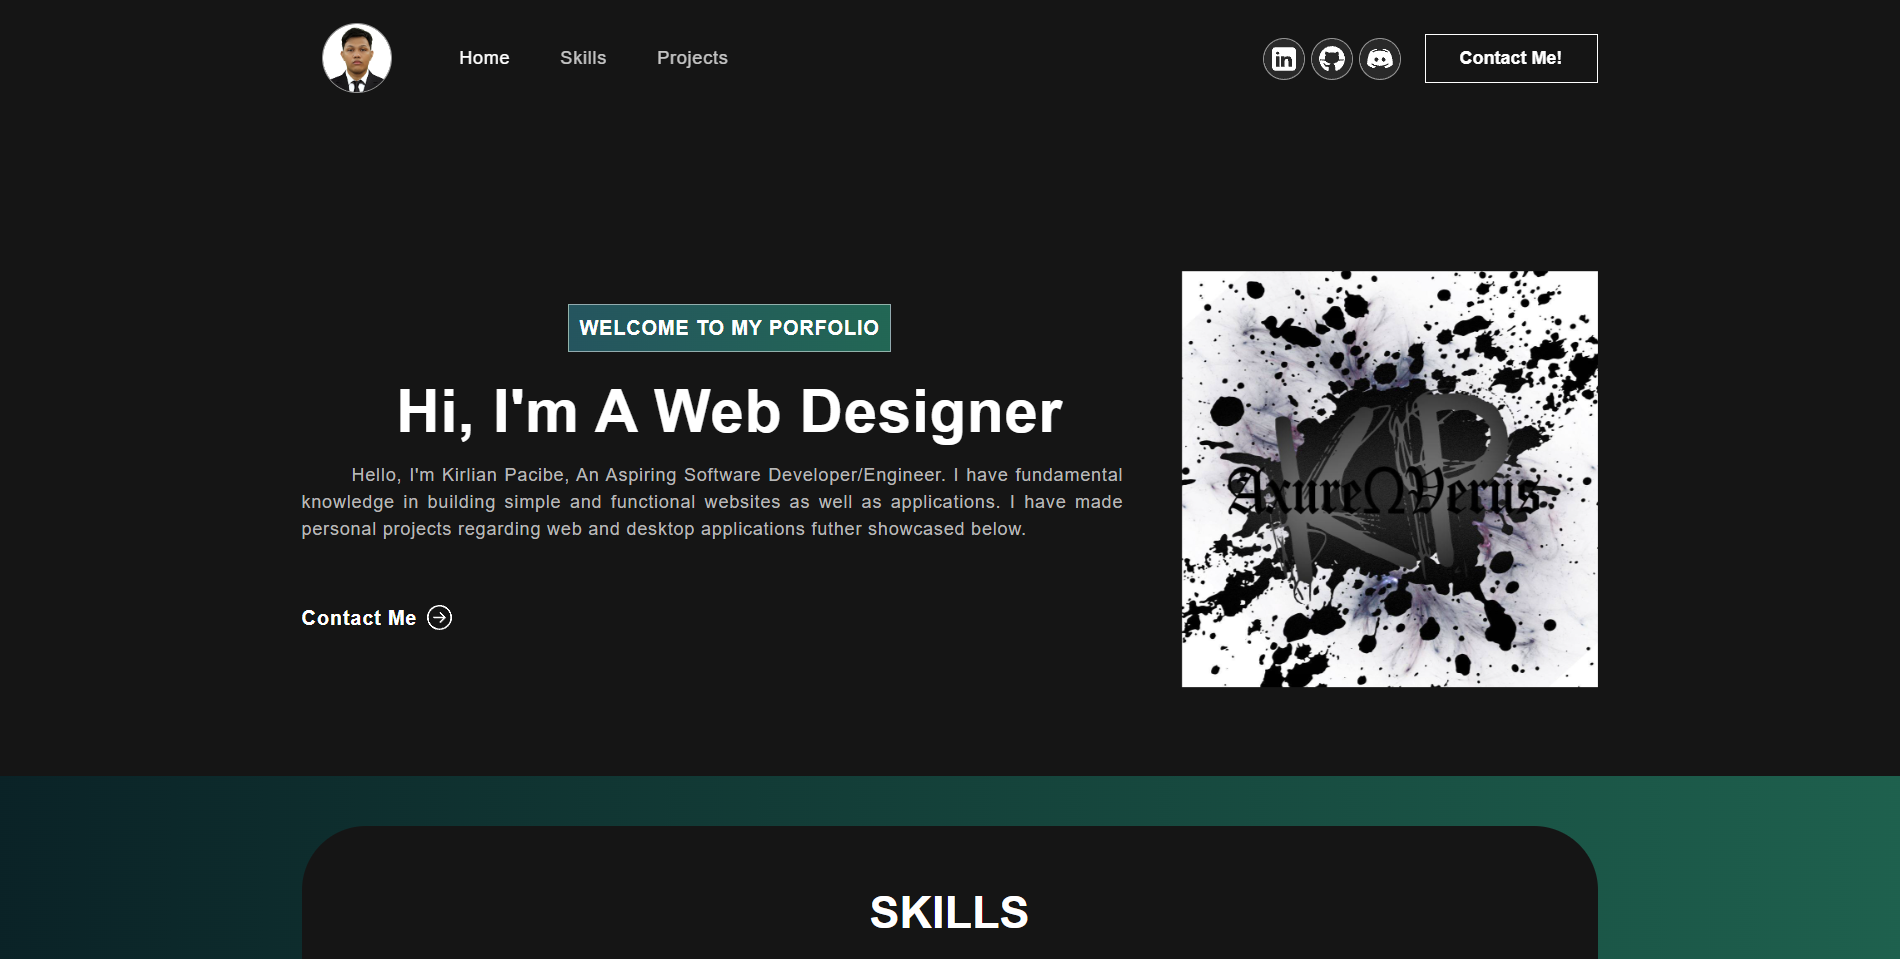 Home
Skills
Projects
Contact Me!
WELCOME TO MY PORFOLIO
Hi, I'm A Web Designer
Hello, I'm Kirlian Pacibe, An Aspiring Software Developer/Engineer. I have fundamental
knowledge in building simple and functional websites as well as applications. I have made
personal projects regarding web and desktop applications futher showcased below.
Contact Me
KP
AxureΩVerus
SKILLS